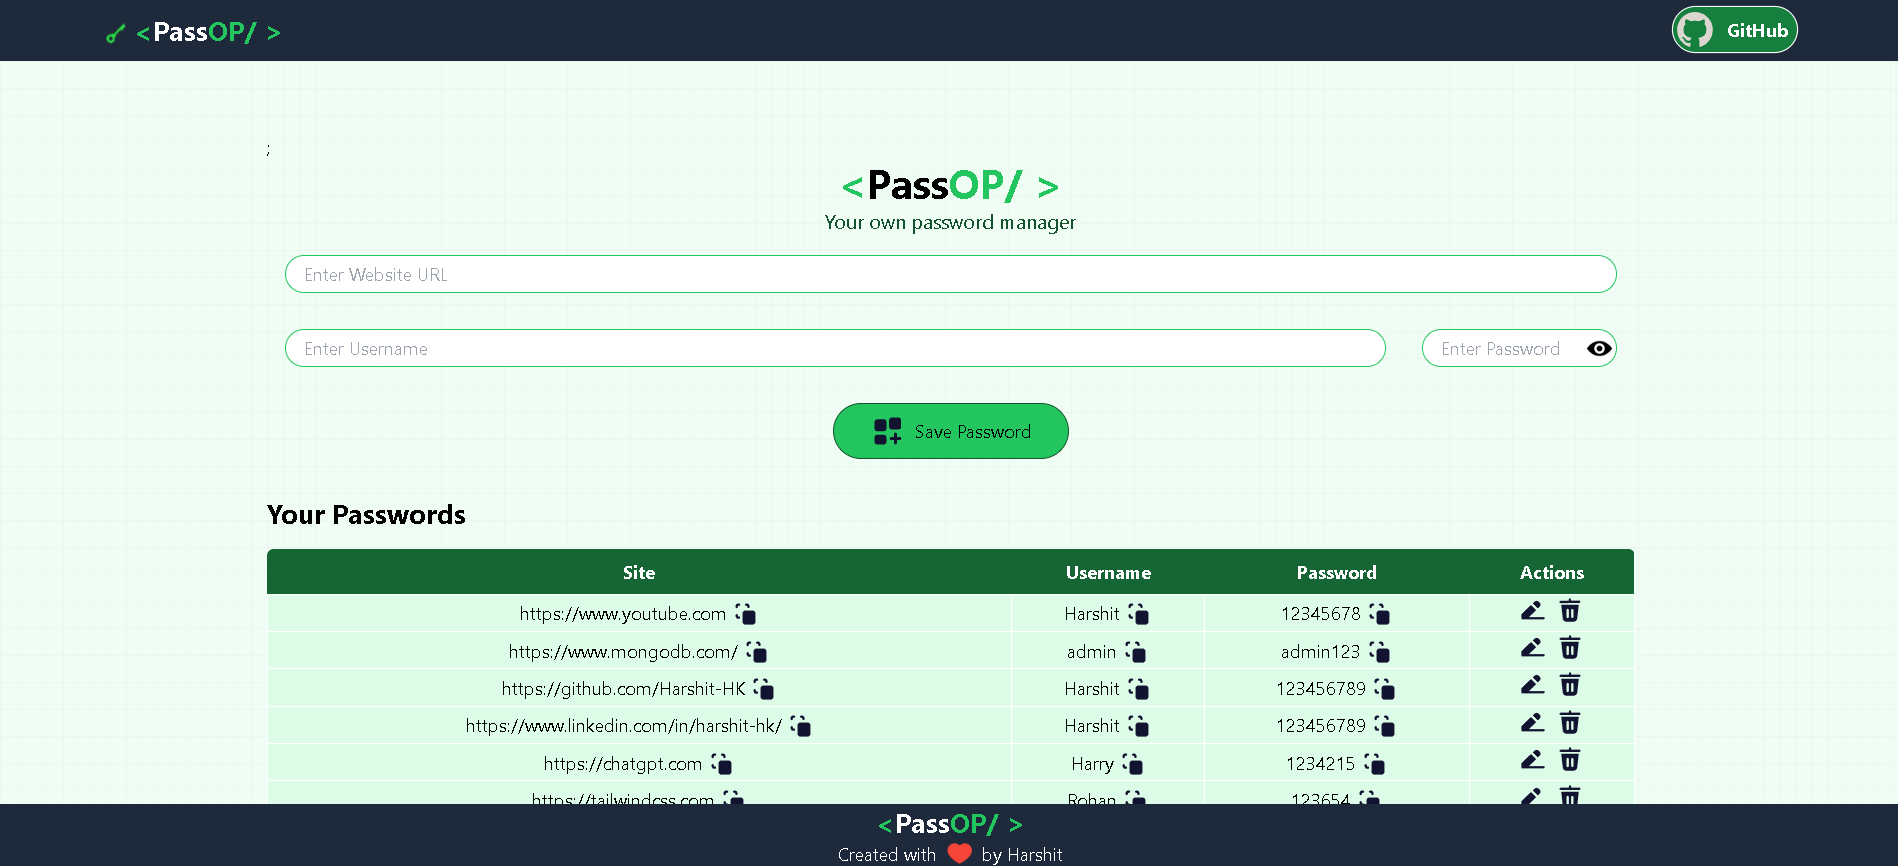 <PassOP/ >
GitHub
;
<PassOP/ >
Your own password manager
Enter Website URL
Enter Username Enter Password
Save Password
Your Passwords
Site Username Password Actions
https://www.youtube.com Harshit 12345678
https://www.mongodb.com/ admin admin123
https://github.com/Harshit-HK Harshit 123456789
https://www.linkedin.com/in/harshit-hk/ Harshit 123456789
https://chatgpt.com Harry 1234215
https://tailwindcss.com Rohan 123654
<PassOP/ >
Created with ❤️ by Harshit